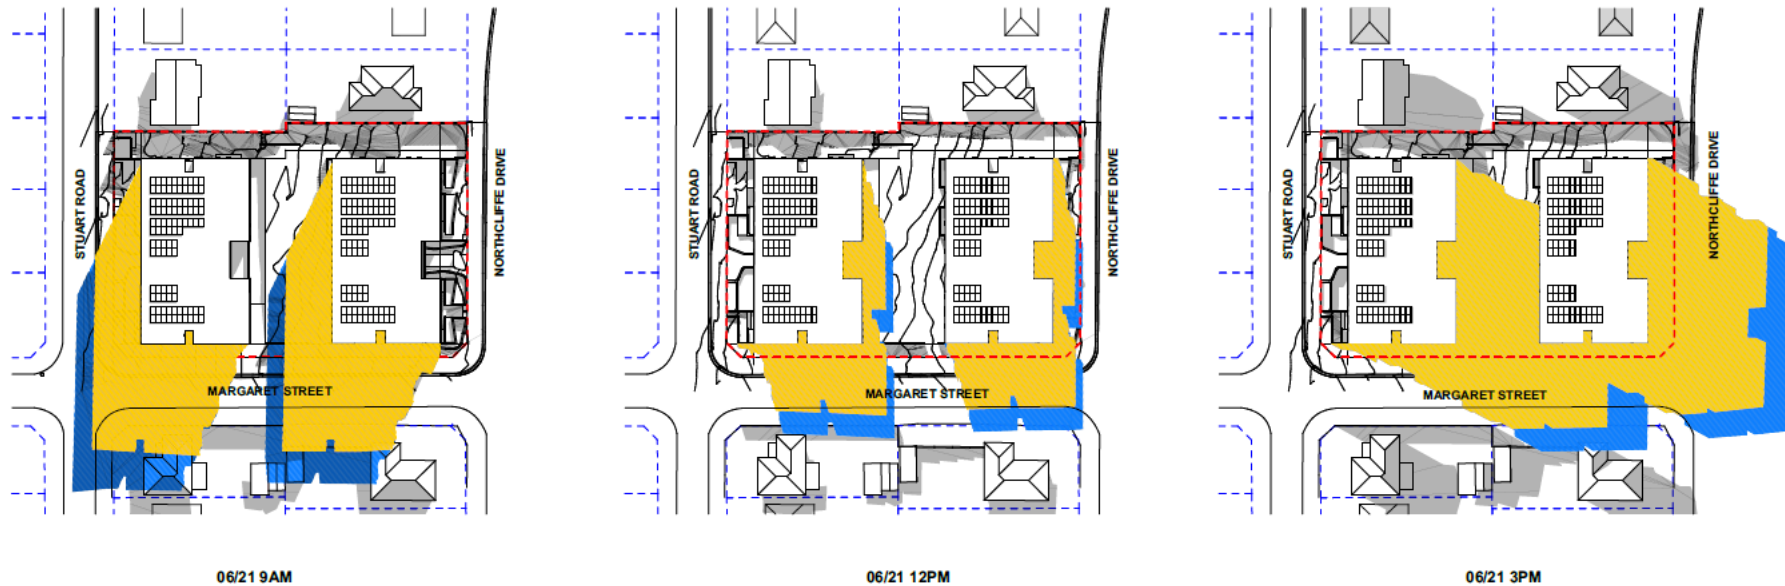 STUART ROAD
NORTHCLIFFE DRIVE
MARGARET STREET
06/21 9AM
STUART ROAD
NORTHCLIFFE DRIVE
MARGARET STREET
06/21 12PM
STUART ROAD
NORTHCLIFFE DRIVE
MARGARET STREET
06/21 3PM